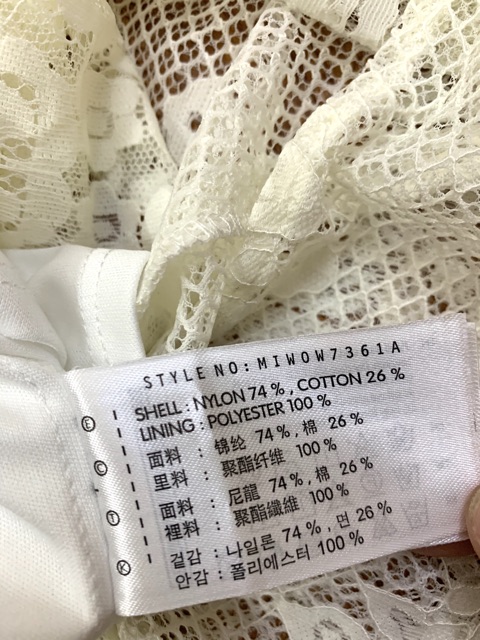 STYLE NO: MIWOW7361A
Ⓔ SHELL : NYLON 74 % , COTTON 26 %
LINING : POLYESTER 100 %
Ⓒ 面料 : 锦纶 74 % , 棉 26 %
里料 : 聚酯纤维 100 %
Ⓣ 面料 : 尼龍 74 % , 棉 26 %
裡料 : 聚酯纖維 100 %
Ⓚ 겉감 : 나일론 74 % , 면 26 %
안감 : 폴리에스터 100 %